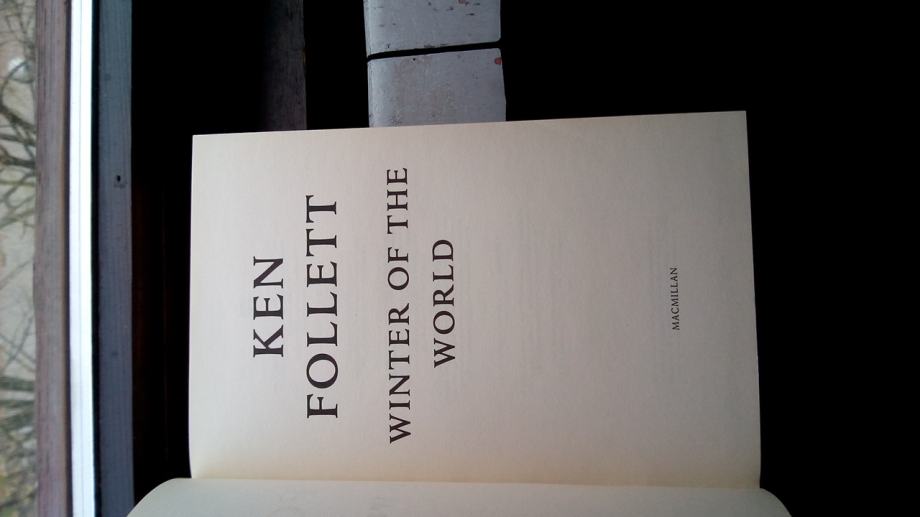 KEN
FOLLETT
WINTER OF THE
WORLD
MACMILLAN